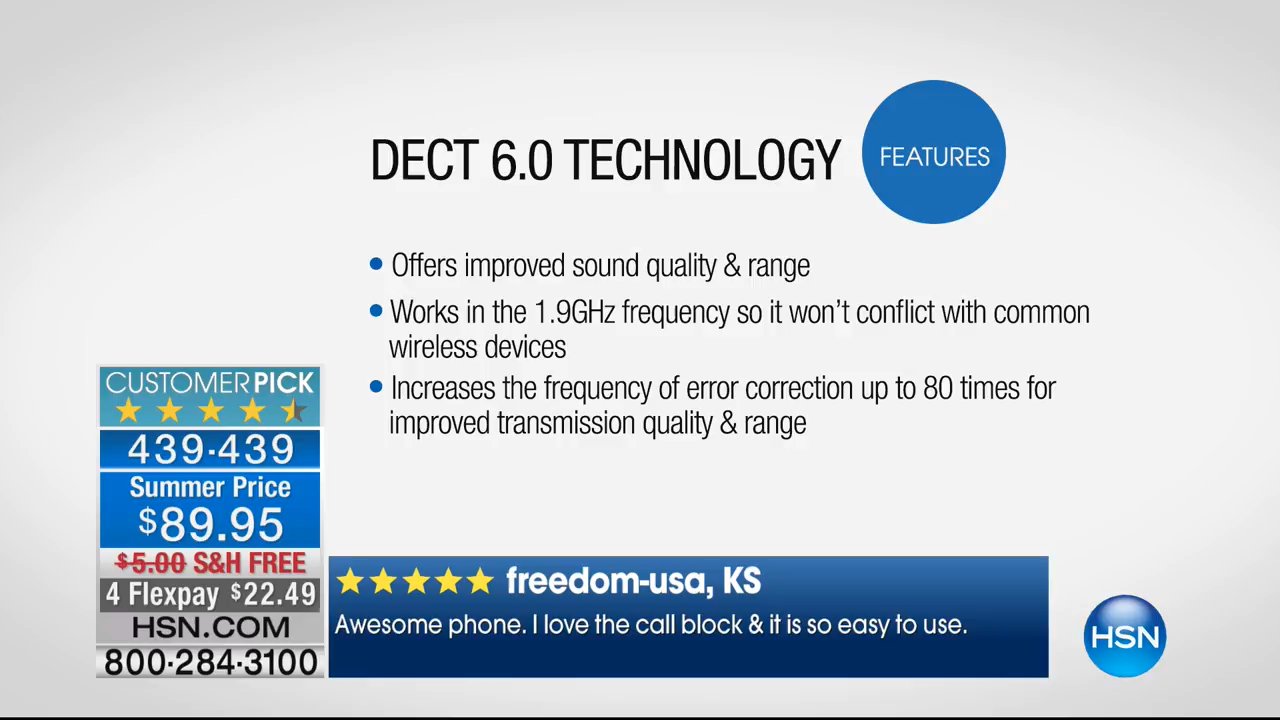 DECT 6.0 TECHNOLOGY
FEATURES
• Offers improved sound quality & range
• Works in the 1.9GHz frequency so it won't conflict with common
wireless devices
• Increases the frequency of error correction up to 80 times for
improved transmission quality & range
CUSTOMER PICK
439·439
Summer Price
$89.95
$5.00 S&H FREE
4 Flexpay $22.49
HSN.COM
800·284·3100
freedom-usa, KS
Awesome phone. I love the call block & it is so easy to use.
HSN